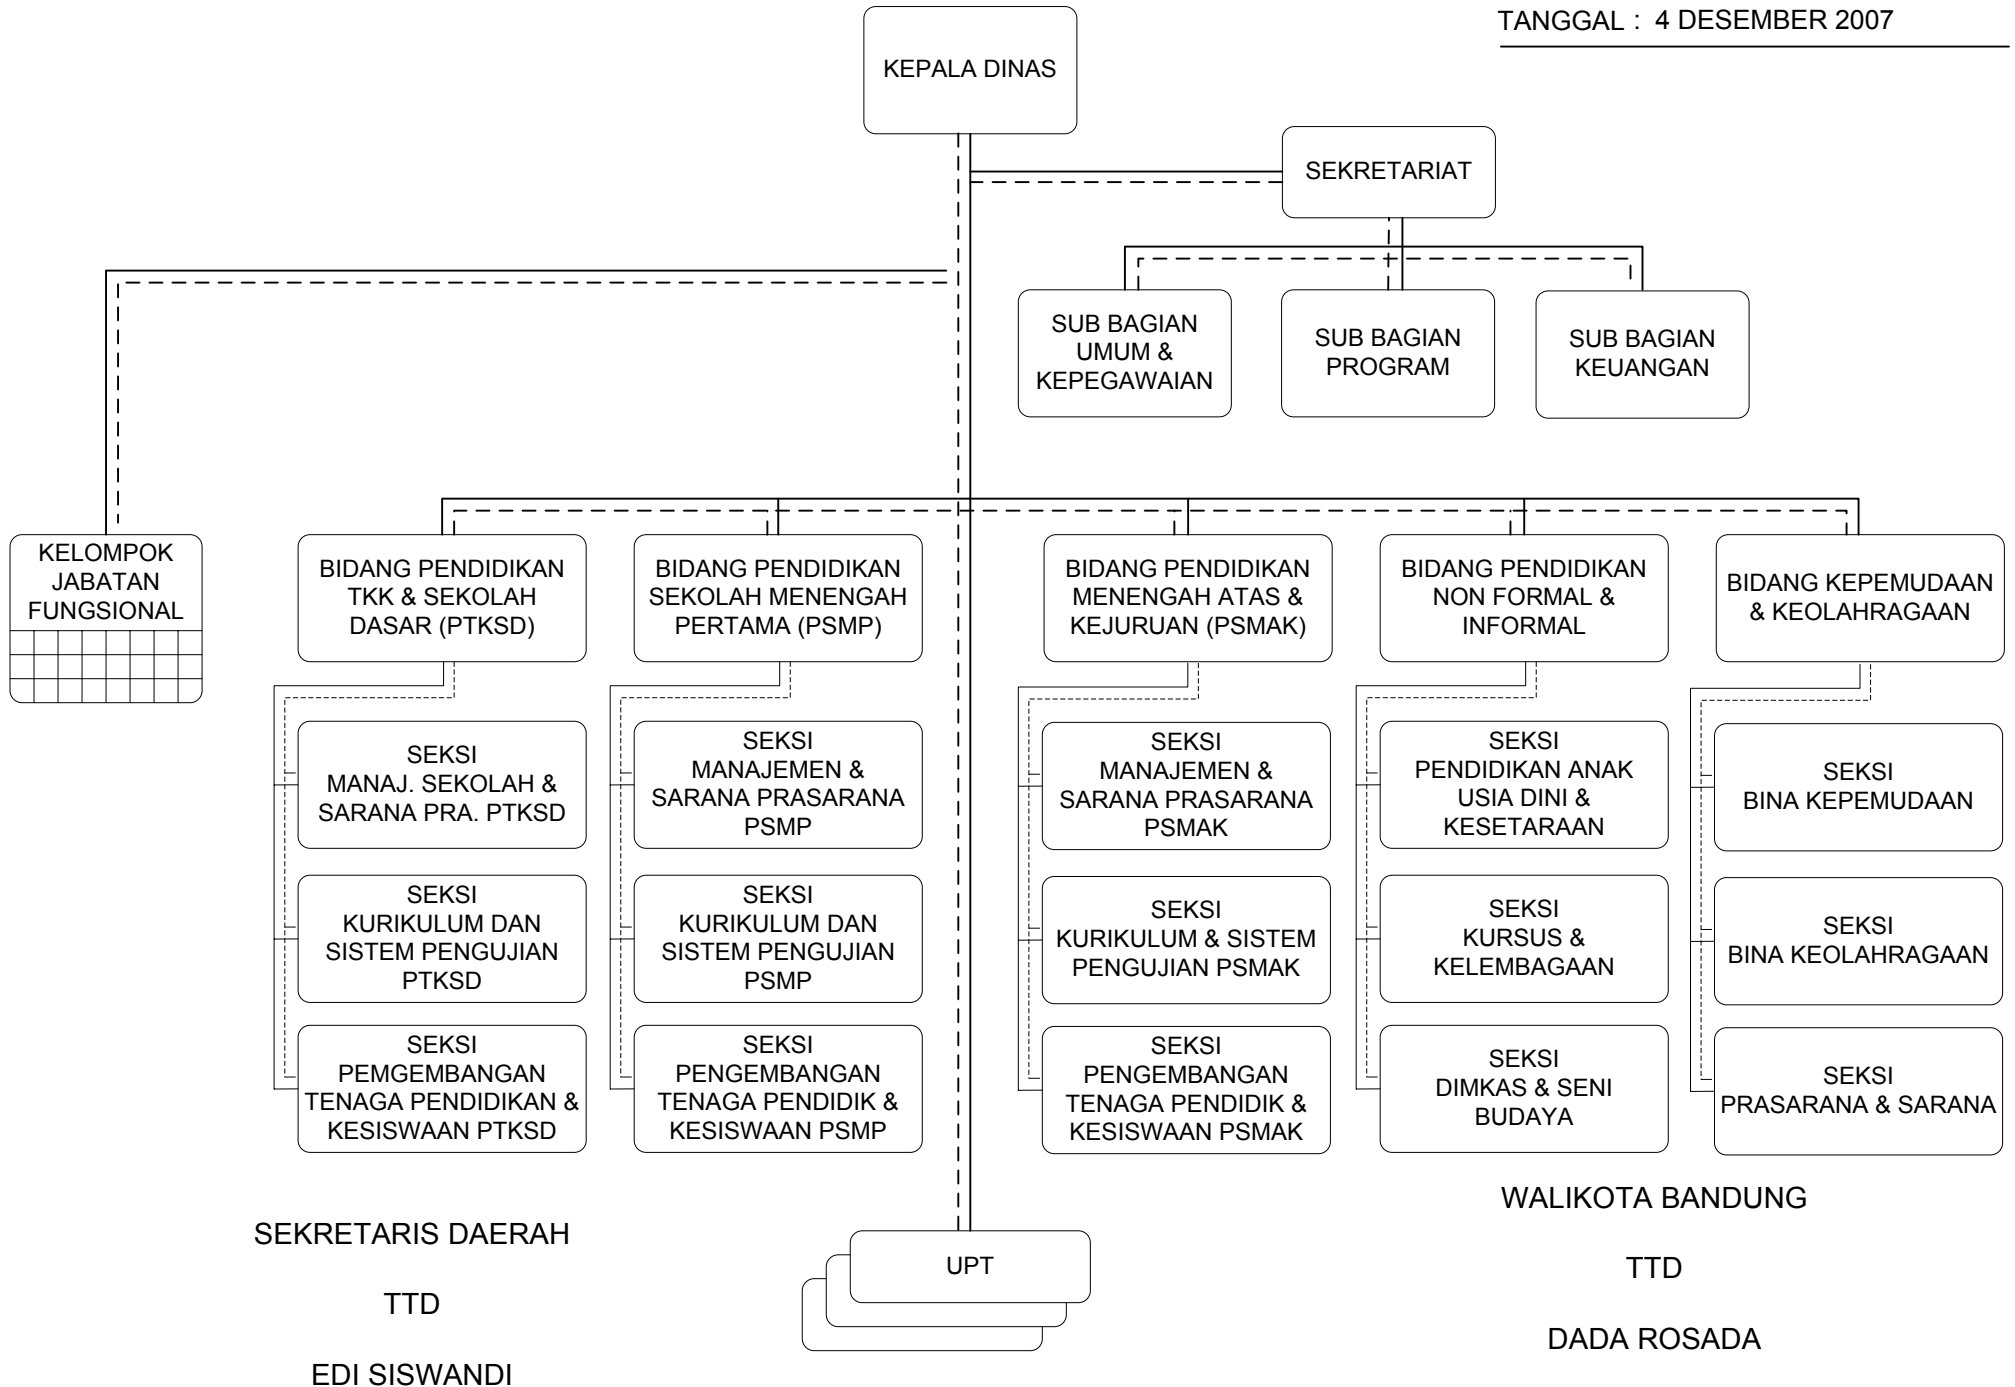 TANGGAL : 4 DESEMBER 2007
KEPALA DINAS
SEKRETARIAT
SUB BAGIAN
UMUM &
KEPEGAWAIAN
SUB BAGIAN
PROGRAM
SUB BAGIAN
KEUANGAN
KELOMPOK
JABATAN
FUNGSIONAL
BIDANG PENDIDIKAN
TKK & SEKOLAH
DASAR (PTKSD)
BIDANG PENDIDIKAN
SEKOLAH MENENGAH
PERTAMA (PSMP)
BIDANG PENDIDIKAN
MENENGAH ATAS &
KEJURUAN (PSMAK)
BIDANG PENDIDIKAN
NON FORMAL &
INFORMAL
BIDANG KEPEMUDAAN
& KEOLAHRAGAAN
SEKSI
MANAJ. SEKOLAH &
SARANA PRA. PTKSD
SEKSI
MANAJEMEN &
SARANA PRASARANA
PSMP
SEKSI
MANAJEMEN &
SARANA PRASARANA
PSMAK
SEKSI
PENDIDIKAN ANAK
USIA DINI &
KESETARAAN
SEKSI
BINA KEPEMUDAAN
SEKSI
KURIKULUM DAN
SISTEM PENGUJIAN
PTKSD
SEKSI
KURIKULUM DAN
SISTEM PENGUJIAN
PSMP
SEKSI
KURIKULUM & SISTEM
PENGUJIAN PSMAK
SEKSI
KURSUS &
KELEMBAGAAN
SEKSI
BINA KEOLAHRAGAAN
SEKSI
PEMGEMBANGAN
TENAGA PENDIDIKAN &
KESISWAAN PTKSD
SEKSI
PENGEMBANGAN
TENAGA PENDIDIK &
KESISWAAN PSMP
SEKSI
PENGEMBANGAN
TENAGA PENDIDIK &
KESISWAAN PSMAK
SEKSI
DIMKAS & SENI
BUDAYA
SEKSI
PRASARANA & SARANA
SEKRETARIS DAERAH
TTD
EDI SISWANDI
UPT
WALIKOTA BANDUNG
TTD
DADA ROSADA